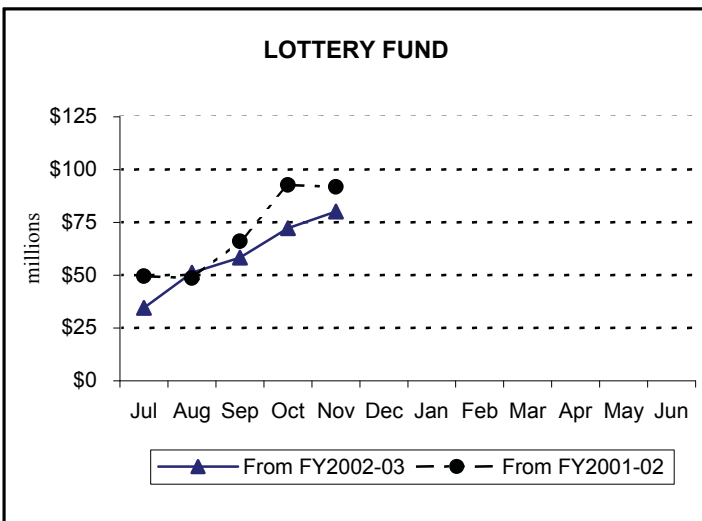 LOTTERY FUND
$125
$100
$75
$50
$25
$0
millions
Jul Aug Sep Oct Nov Dec Jan Feb Mar Apr May Jun
From FY2002-03 From FY2001-02